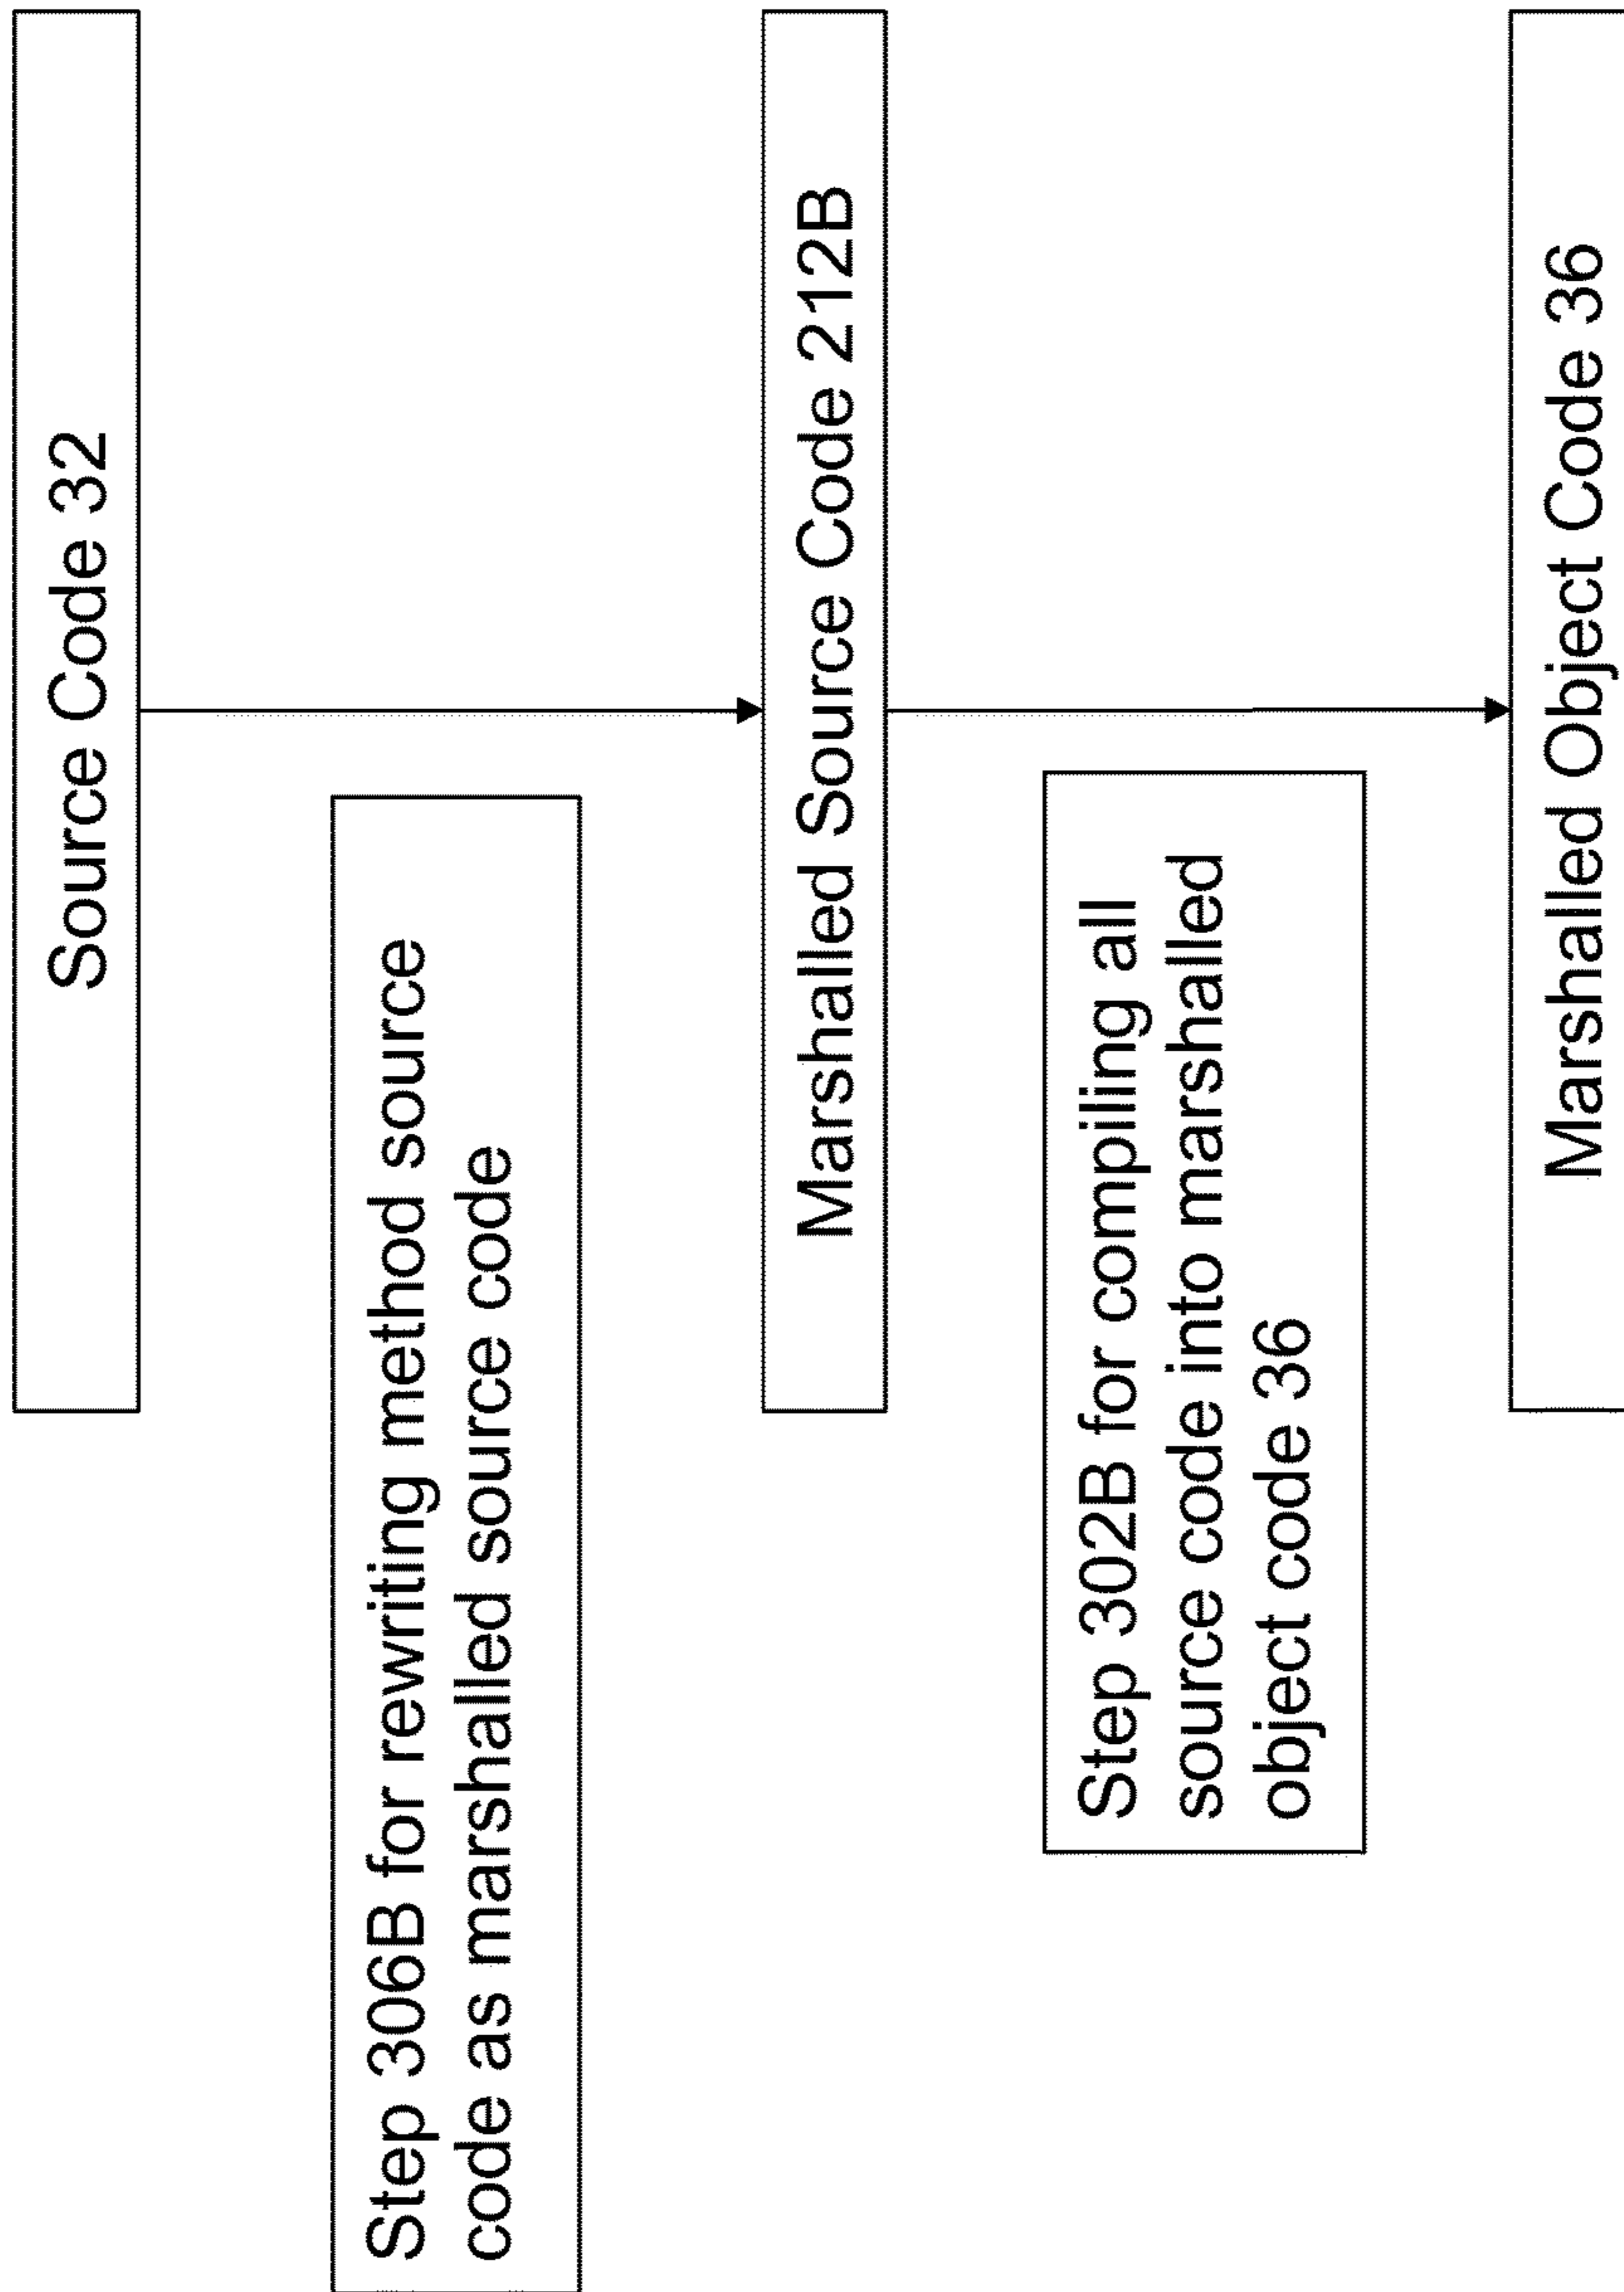 Source Code 32
Step 306B for rewriting method source
code as marshalled source code
Marshalled Source Code 212B
Step 302B for compiling all
source code into marshalled
object code 36
Marshalled Object Code 36